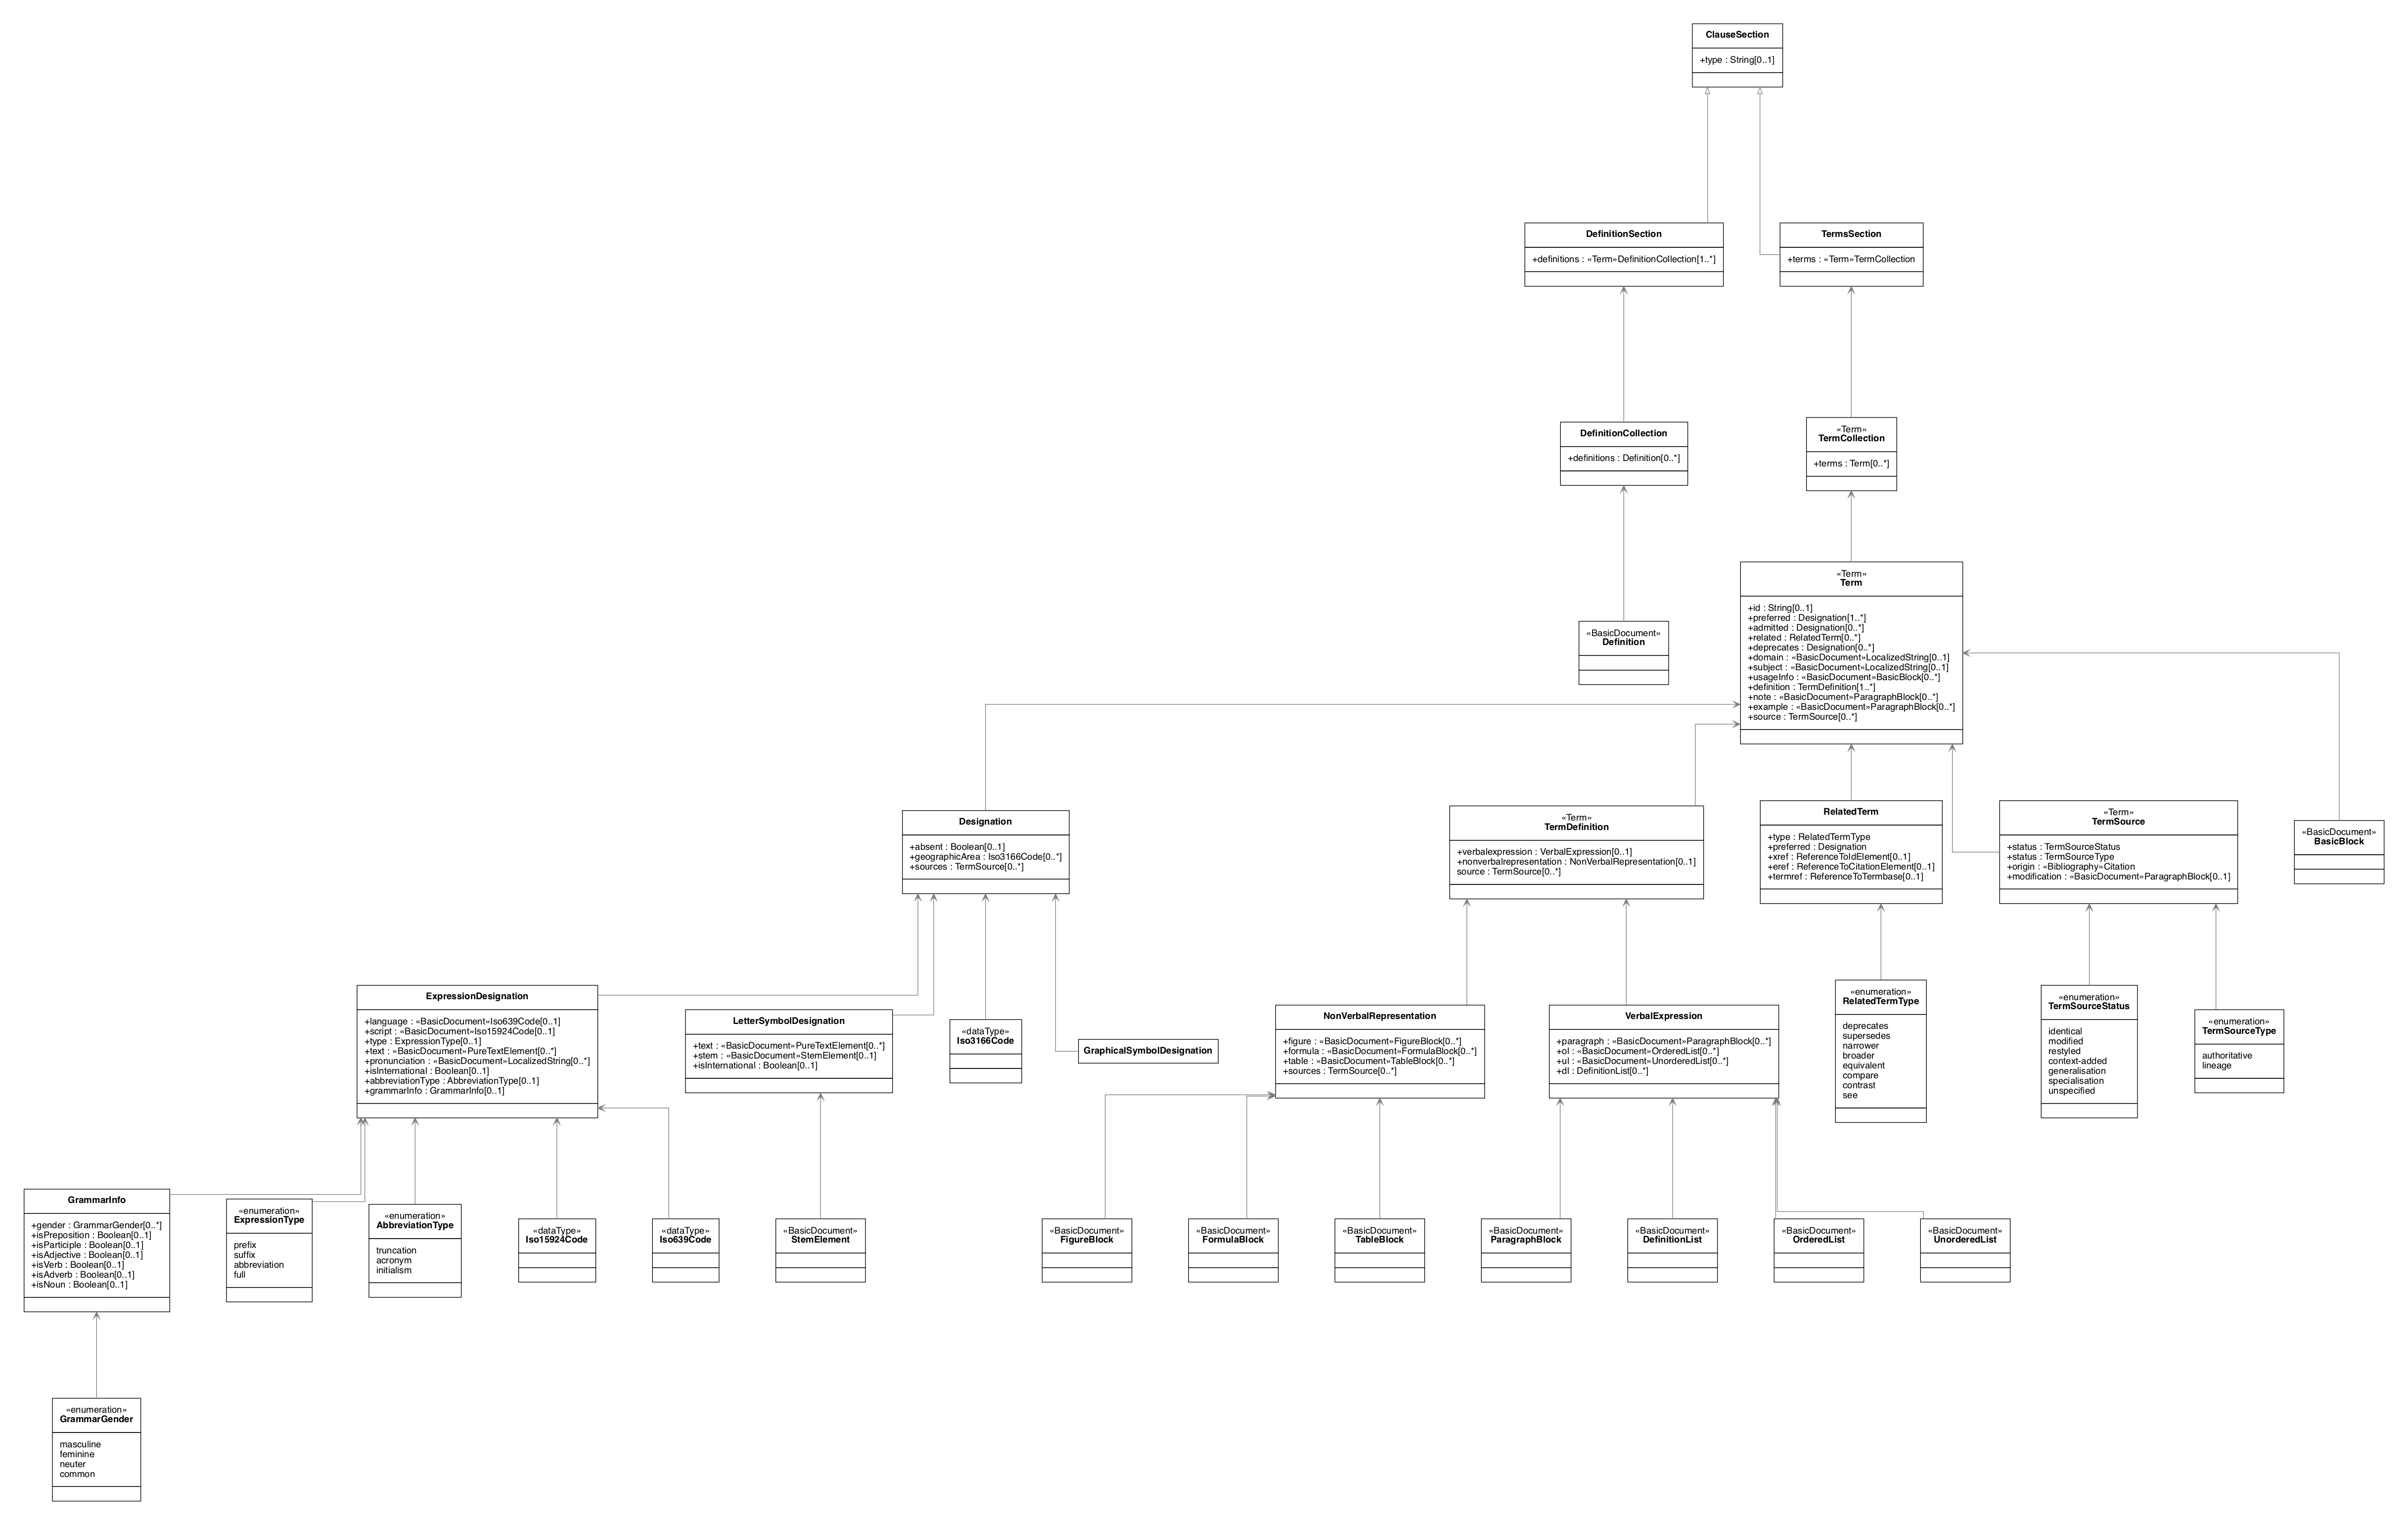 ClauseSection
+type : String[0..1]
DefinitionSection
+definitions : «Term»DefinitionCollection[1..*]
TermsSection
+terms : «Term»TermCollection
DefinitionCollection
+definitions : Definition[0..*]
«Term»
TermCollection
+terms : Term[0..*]
«Term»
Term
+id : String[0..1]
+preferred : Designation[1..*]
+admitted : Designation[0..*]
+related : RelatedTerm[0..*]
+deprecates : Designation[0..*]
+domain : «BasicDocument»LocalizedString[0..1]
+subject : «BasicDocument»LocalizedString[0..1]
+usageInfo : «BasicDocument»BasicBlock[0..*]
+definition : TermDefinition[1..*]
+note : «BasicDocument»ParagraphBlock[0..*]
+example : «BasicDocument»ParagraphBlock[0..*]
+source : TermSource[0..*]
«BasicDocument»
Definition
Designation
+absent : Boolean[0..1]
+geographicArea : Iso3166Code[0..*]
+sources : TermSource[0..*]
«Term»
TermDefinition
+verbalexpression : VerbalExpression[0..1]
+nonverbalrepresentation : NonVerbalRepresentation[0..1]
source : TermSource[0..*]
RelatedTerm
+type : RelatedTermType
+preferred : Designation
+xref : ReferenceToIdElement[0..1]
+eref : ReferenceToCitationElement[0..1]
+termref : ReferenceToTermbase[0..1]
«Term»
TermSource
+status : TermSourceStatus
+status : TermSourceType
+origin : «Bibliography»Citation
+modification : «BasicDocument»ParagraphBlock[0..1]
«BasicDocument»
BasicBlock
ExpressionDesignation
+language : «BasicDocument»Iso639Code[0..1]
+script : «BasicDocument»Iso15924Code[0..1]
+type : ExpressionType[0..1]
+text : «BasicDocument»PureTextElement[0..*]
+pronunciation : «BasicDocument»LocalizedString[0..*]
+isInternational : Boolean[0..1]
+abbreviationType : AbbreviationType[0..1]
+grammarInfo : GrammarInfo[0..1]
LetterSymbolDesignation
+text : «BasicDocument»PureTextElement[0..*]
+stem : «BasicDocument»StemElement[0..1]
+isInternational : Boolean[0..1]
«dataType»
Iso3166Code
GraphicalSymbolDesignation
NonVerbalRepresentation
+figure : «BasicDocument»FigureBlock[0..*]
+formula : «BasicDocument»FormulaBlock[0..*]
+table : «BasicDocument»TableBlock[0..*]
+sources : TermSource[0..*]
VerbalExpression
+paragraph : «BasicDocument»ParagraphBlock[0..*]
+ol : «BasicDocument»OrderedList[0..*]
+ul : «BasicDocument»UnorderedList[0..*]
+dl : DefinitionList[0..*]
«enumeration»
RelatedTermType
deprecates
supersedes
narrower
broader
equivalent
compare
contrast
see
«enumeration»
TermSourceStatus
identical
modified
restyled
context-added
generalisation
specialisation
unspecified
«enumeration»
TermSourceType
authoritative
lineage
GrammarInfo
+gender : GrammarGender[0..*]
+isPreposition : Boolean[0..1]
+isParticiple : Boolean[0..1]
+isAdjective : Boolean[0..1]
+isVerb : Boolean[0..1]
+isAdverb : Boolean[0..1]
+isNoun : Boolean[0..1]
«enumeration»
ExpressionType
prefix
suffix
abbreviation
full
«enumeration»
AbbreviationType
truncation
acronym
initialism
«dataType»
Iso15924Code
«dataType»
Iso639Code
«BasicDocument»
StemElement
«BasicDocument»
FigureBlock
«BasicDocument»
FormulaBlock
«BasicDocument»
TableBlock
«BasicDocument»
ParagraphBlock
«BasicDocument»
DefinitionList
«BasicDocument»
OrderedList
«BasicDocument»
UnorderedList
«enumeration»
GrammarGender
masculine
feminine
neuter
common